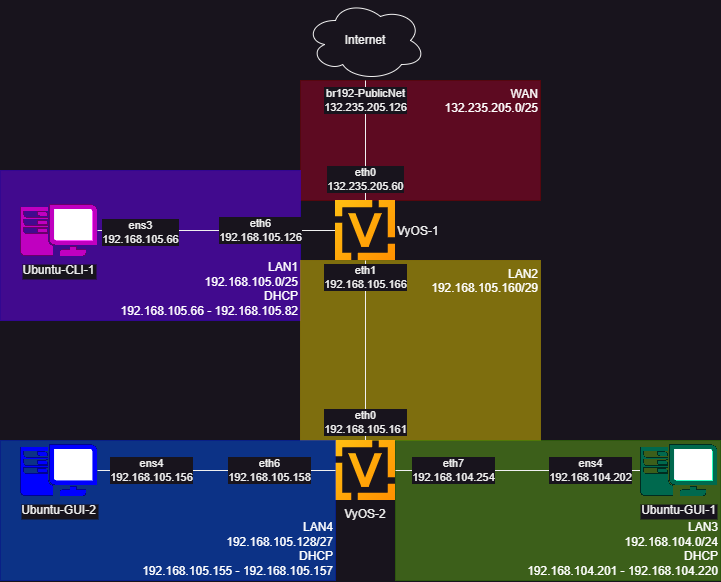 Internet
br192-PublicNet
132.235.205.126
WAN
132.235.205.0/25
eth0
132.235.205.60
VyOS-1
ens3
192.168.105.66
eth6
192.168.105.126
Ubuntu-CLI-1
LAN1
192.168.105.0/25
DHCP
192.168.105.66 - 192.168.105.82
eth1
192.168.105.166
LAN2
192.168.105.160/29
eth0
192.168.105.161
ens4
192.168.105.156
eth6
192.168.105.158
eth7
192.168.104.254
ens4
192.168.104.202
Ubuntu-GUI-2
VyOS-2
Ubuntu-GUI-1
LAN4
192.168.105.128/27
DHCP
192.168.105.155 - 192.168.105.157
LAN3
192.168.104.0/24
DHCP
192.168.104.201 - 192.168.104.220